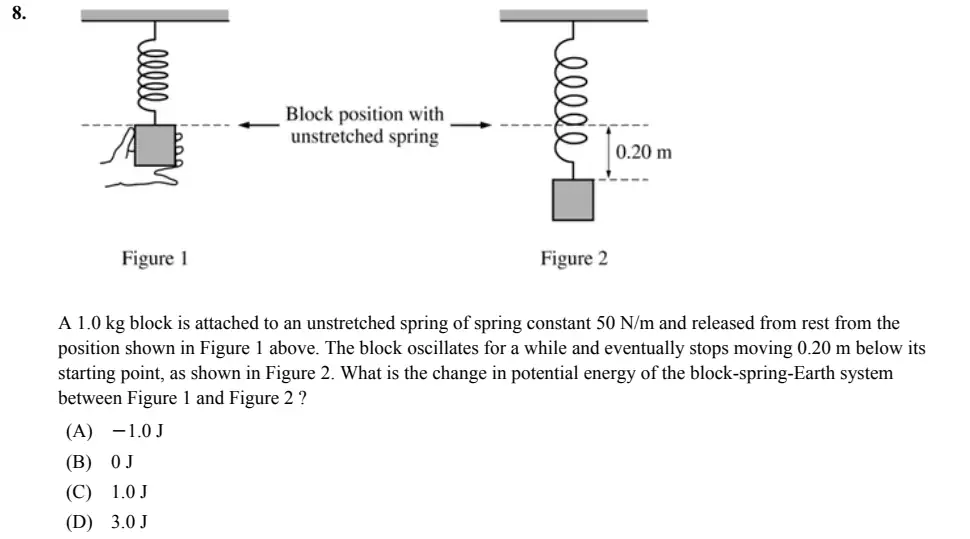 8.
Block position with
unstretched spring
0.20 m
Figure 1
Figure 2
A 1.0 kg block is attached to an unstretched spring of spring constant 50 N/m and released from rest from the
position shown in Figure 1 above. The block oscillates for a while and eventually stops moving 0.20 m below its
starting point, as shown in Figure 2. What is the change in potential energy of the block-spring-Earth system
between Figure 1 and Figure 2 ?
(A) −1.0 J
(B) 0 J
(C) 1.0 J
(D) 3.0 J